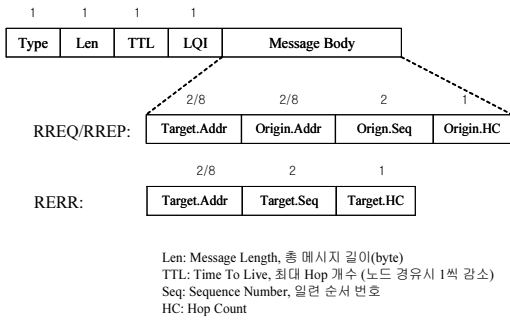 1 1 1 1
Type Len TTL LQI Message Body
2/8 2/8 2 1
RREQ/RREP: Target.Addr Origin.Addr Orign.Seq Origin.HC
2/8 2 1
RERR: Target.Addr Target.Seq Target.HC
Len: Message Length, 총 메시지 길이(byte)
TTL: Time To Live, 최대 Hop 개수 (노드 경유시 1씩 감소)
Seq: Sequence Number, 일련 순서 번호
HC: Hop Count